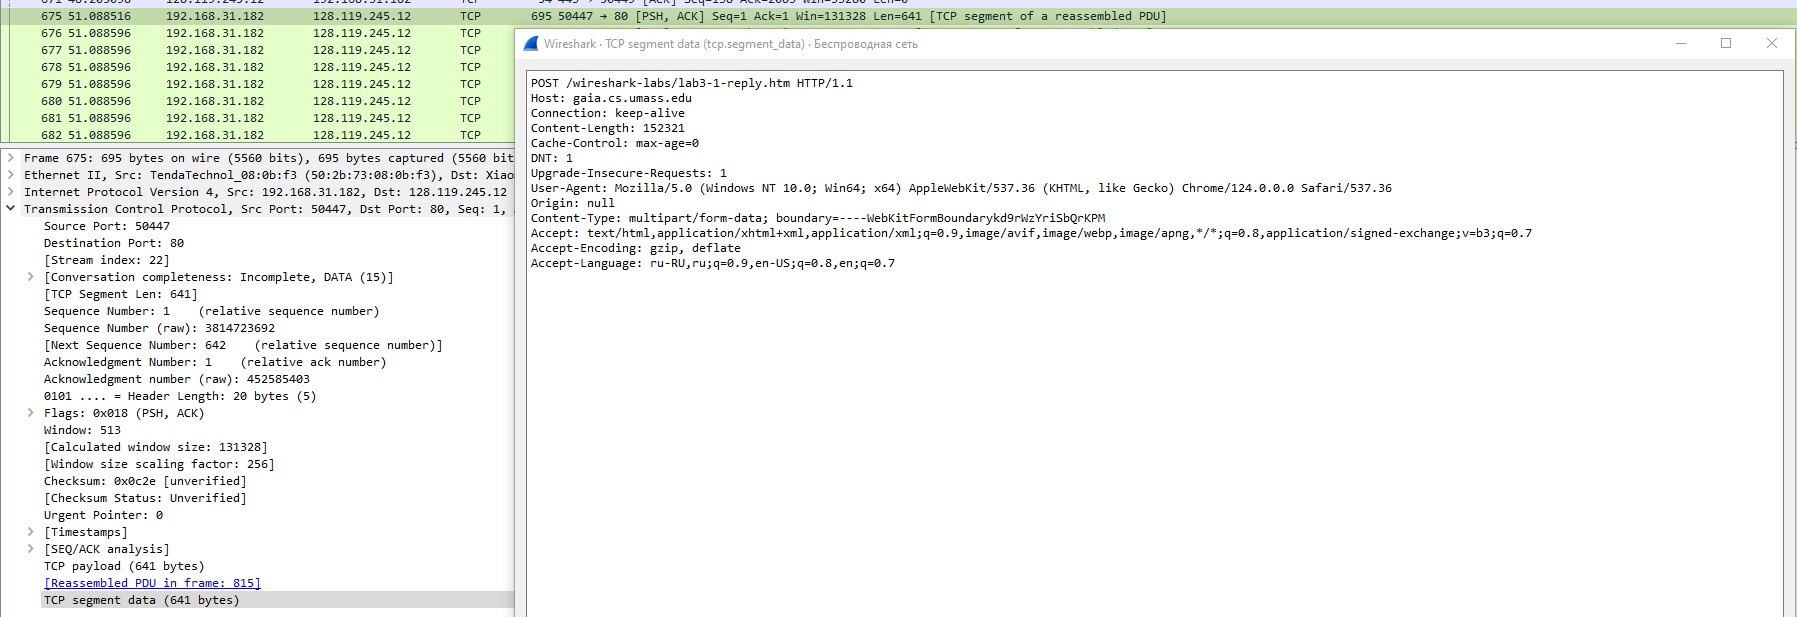 675 51.088516 192.168.31.182 128.119.245.12 TCP 695 50447 → 80 [PSH, ACK] Seq=1 Ack=1 Win=131328 Len=641 [TCP segment of a reassembled PDU]
676 51.088596 192.168.31.182 128.119.245.12 TCP
677 51.088596 192.168.31.182 128.119.245.12 TCP
678 51.088596 192.168.31.182 128.119.245.12 TCP
679 51.088596 192.168.31.182 128.119.245.12 TCP
680 51.088596 192.168.31.182 128.119.245.12 TCP
681 51.088596 192.168.31.182 128.119.245.12 TCP
682 51.088596 192.168.31.182 128.119.245.12 TCP
Frame 675: 695 bytes on wire (5560 bits), 695 bytes captured (5560 bit
Ethernet II, Src: TendaTechnol_08:0b:f3 (50:2b:73:08:0b:f3), Dst: Xiao
Internet Protocol Version 4, Src: 192.168.31.182, Dst: 128.119.245.12
Transmission Control Protocol, Src Port: 50447, Dst Port: 80, Seq: 1,
Source Port: 50447
Destination Port: 80
[Stream index: 22]
[Conversation completeness: Incomplete, DATA (15)]
[TCP Segment Len: 641]
Sequence Number: 1 (relative sequence number)
Sequence Number (raw): 3814723692
[Next Sequence Number: 642 (relative sequence number)]
Acknowledgment Number: 1 (relative ack number)
Acknowledgment number (raw): 452585403
0101 .... = Header Length: 20 bytes (5)
Flags: 0x018 (PSH, ACK)
Window: 513
[Calculated window size: 131328]
[Window size scaling factor: 256]
Checksum: 0x0c2e [unverified]
[Checksum Status: Unverified]
Urgent Pointer: 0
[Timestamps]
[SEQ/ACK analysis]
TCP payload (641 bytes)
[Reassembled PDU in frame: 815]
TCP segment data (641 bytes)
Wireshark · TCP segment data (tcp.segment_data) · Беспроводная сеть
POST /wireshark-labs/lab3-1-reply.htm HTTP/1.1
Host: gaia.cs.umass.edu
Connection: keep-alive
Content-Length: 152321
Cache-Control: max-age=0
DNT: 1
Upgrade-Insecure-Requests: 1
User-Agent: Mozilla/5.0 (Windows NT 10.0; Win64; x64) AppleWebKit/537.36 (KHTML, like Gecko) Chrome/124.0.0.0 Safari/537.36
Origin: null
Content-Type: multipart/form-data; boundary=----WebKitFormBoundarykd9rWzYriSbQrKPM
Accept: text/html,application/xhtml+xml,application/xml;q=0.9,image/avif,image/webp,image/apng,*/*;q=0.8,application/signed-exchange;v=b3;q=0.7
Accept-Encoding: gzip, deflate
Accept-Language: ru-RU,ru;q=0.9,en-US;q=0.8,en;q=0.7